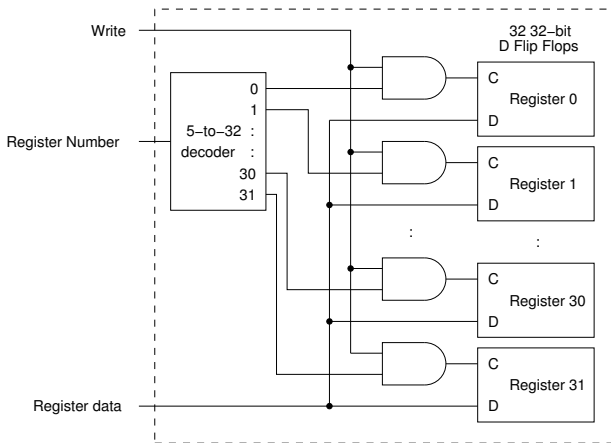 Write
32 32−bit
D Flip Flops
0
1
5−to−32 :
decoder :
30
31
Register Number
C
Register 0
D
C
Register 1
D
:
:
C
Register 30
D
C
Register 31
D
Register data